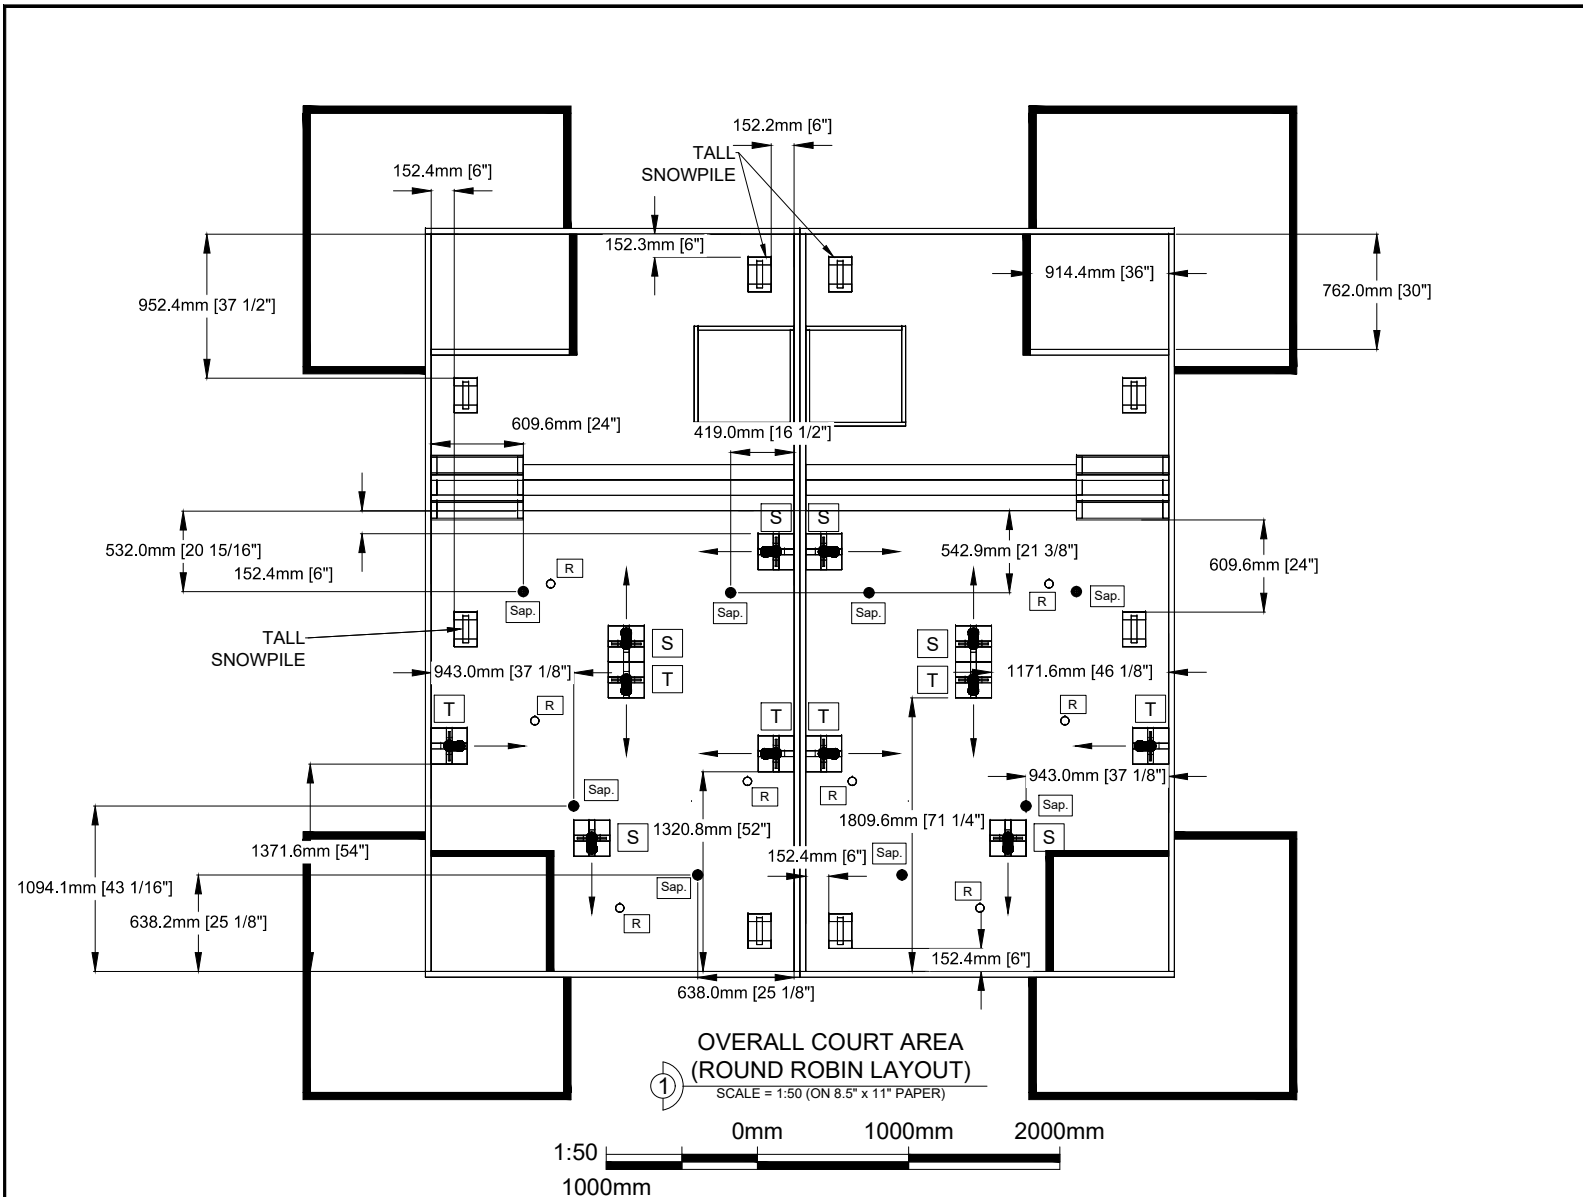 152.2mm [6"]
TALL
SNOWPILE
152.4mm [6"]
152.3mm [6"]
914.4mm [36"]
762.0mm [30"]
952.4mm [37 1/2"]
609.6mm [24"]
419.0mm [16 1/2"]
S S
532.0mm [20 15/16"]
542.9mm [21 3/8"]
609.6mm [24"]
152.4mm [6"]
R
R
Sap.
Sap.
Sap.
Sap.
TALL
SNOWPILE
S
S
943.0mm [37 1/8"]
T
T
1171.6mm [46 1/8"]
T
R
T T
R
T
943.0mm [37 1/8"]
Sap.
R
R
Sap.
1320.8mm [52"]
1809.6mm [71 1/4"]
S
S
1371.6mm [54"]
152.4mm [6"]
Sap.
1094.1mm [43 1/16"]
Sap.
R
638.2mm [25 1/8"]
R
152.4mm [6"]
638.0mm [25 1/8"]
OVERALL COURT AREA
(ROUND ROBIN LAYOUT)
1
SCALE = 1:50 (ON 8.5" x 11" PAPER)
0mm 1000mm 2000mm
1:50
1000mm